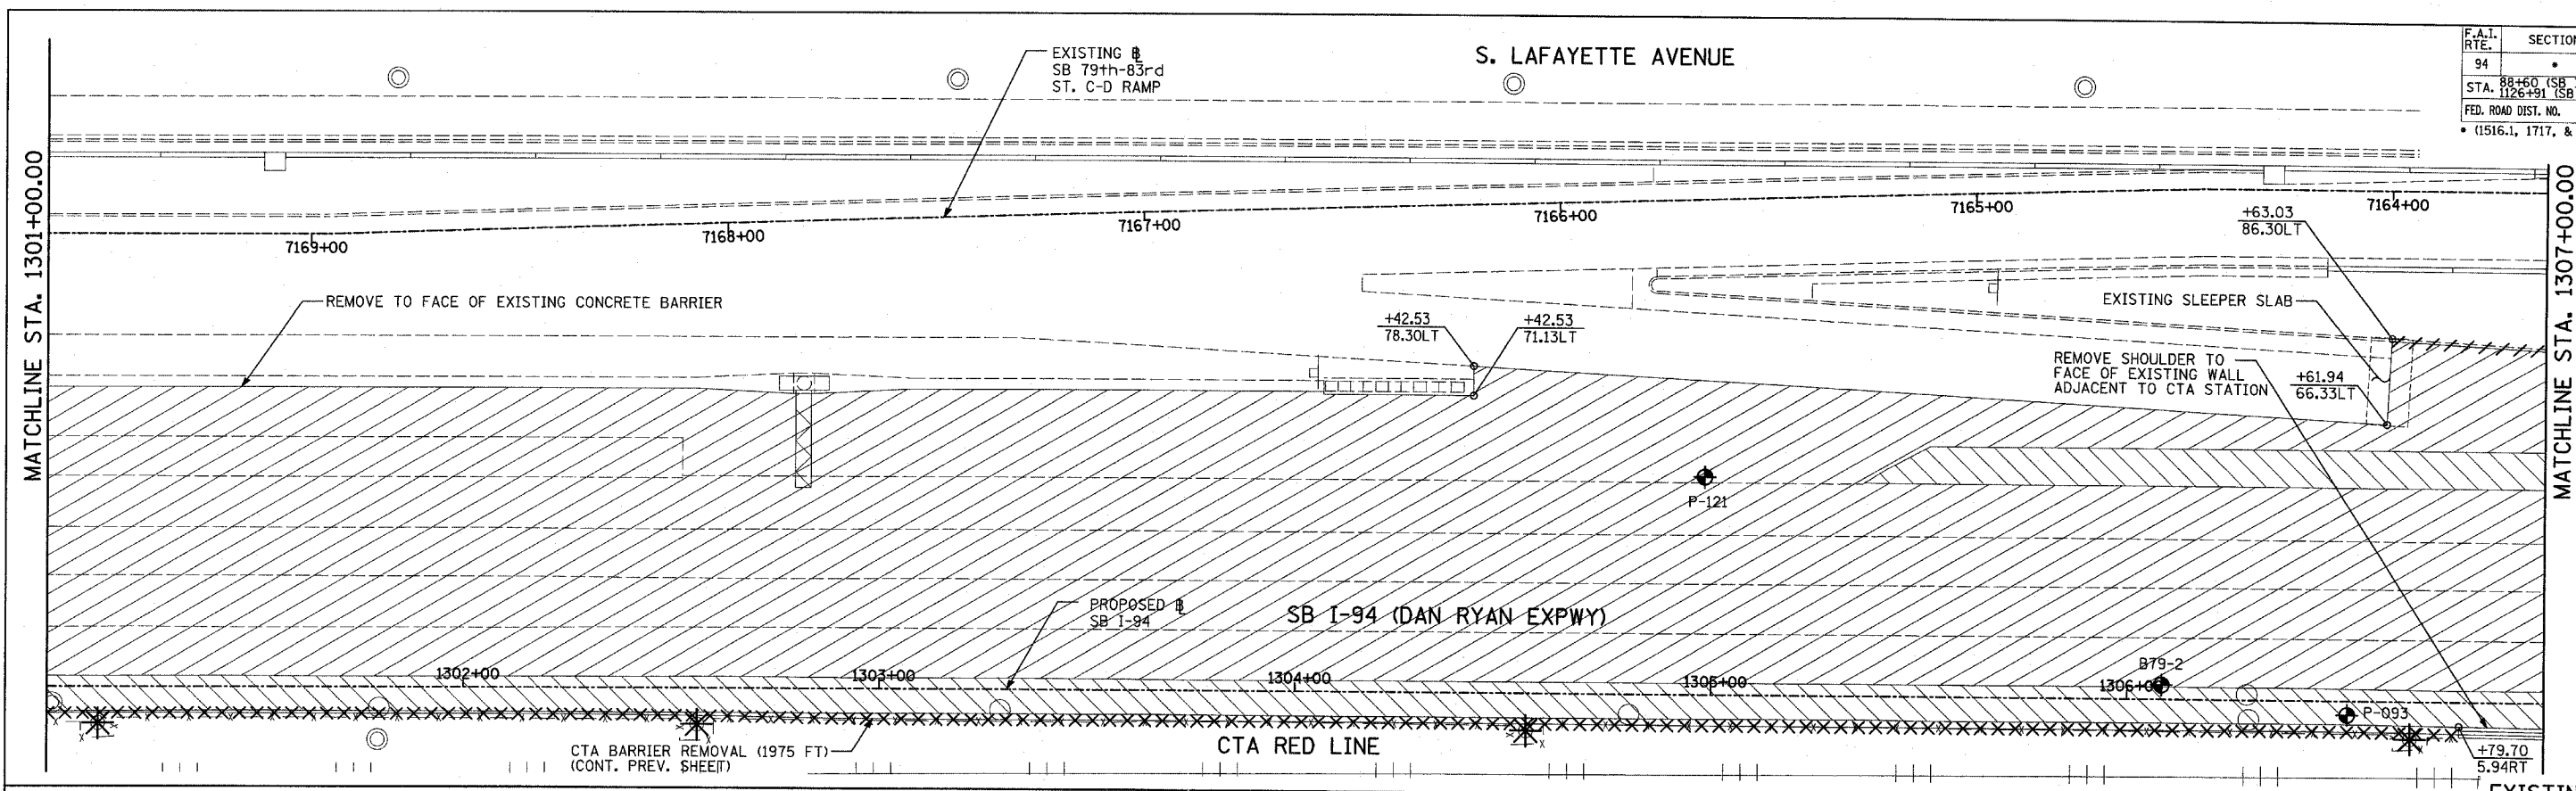 S. LAFAYETTE AVENUE
EXISTING ℄
SB 79th-83rd
ST. C-D RAMP
F.A.I. RTE.
SECTION
94
•
STA.
88+60 (SB
1126+91 (SB
FED. ROAD DIST. NO.
• (1516.1, 1717, &
MATCHLINE STA. 1301+00.00
MATCHLINE STA. 1307+00.00
7169+00
7168+00
7167+00
7166+00
7165+00
7164+00
+63.03
86.30LT
REMOVE TO FACE OF EXISTING CONCRETE BARRIER
EXISTING SLEEPER SLAB
+42.53
78.30LT
+42.53
71.13LT
REMOVE SHOULDER TO
FACE OF EXISTING WALL
ADJACENT TO CTA STATION
+61.94
66.33LT
P-121
PROPOSED ℄
SB I-94
SB I-94 (DAN RYAN EXPWY)
1302+00
1303+00
1304+00
1305+00
1306+00
B79-2
P-093
CTA BARRIER REMOVAL (1975 FT)
(CONT. PREV. SHEET)
CTA RED LINE
+79.70
5.94RT